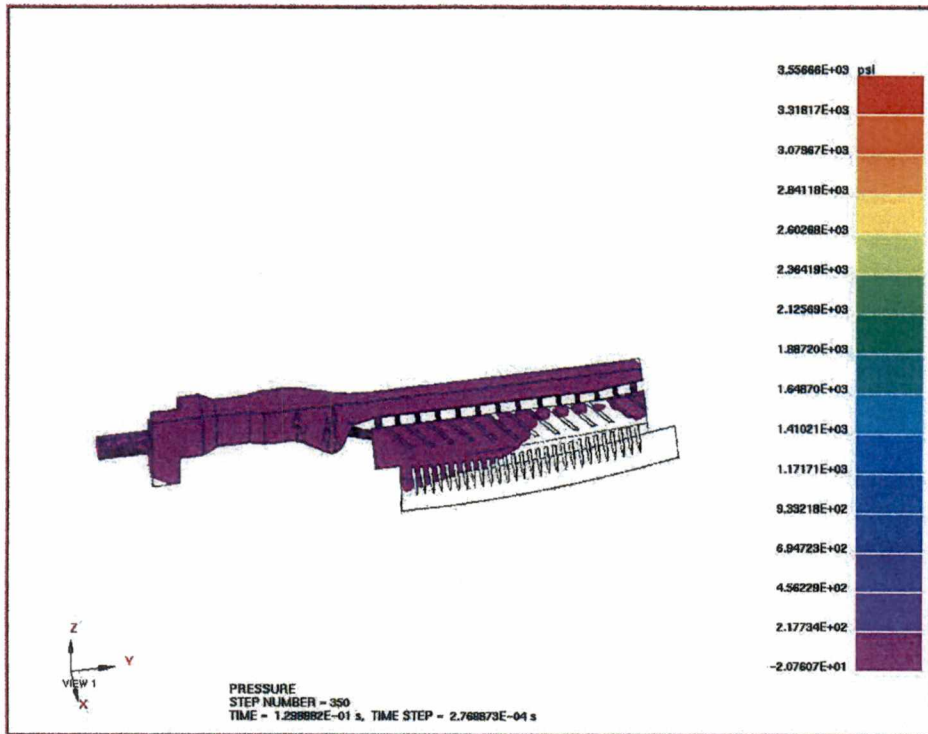 3.55666E+03 psi
3.31817E+03
3.07967E+03
2.84118E+03
2.60268E+03
2.36419E+03
2.12569E+03
1.88720E+03
1.64870E+03
1.41021E+03
1.17171E+03
9.33218E+02
6.94723E+02
4.56229E+02
2.17734E+02
-2.07607E+01
Z
Y
VIEW 1
X
PRESSURE
STEP NUMBER = 350
TIME = 1.298982E-01 s, TIME STEP = 2.768873E-04 s